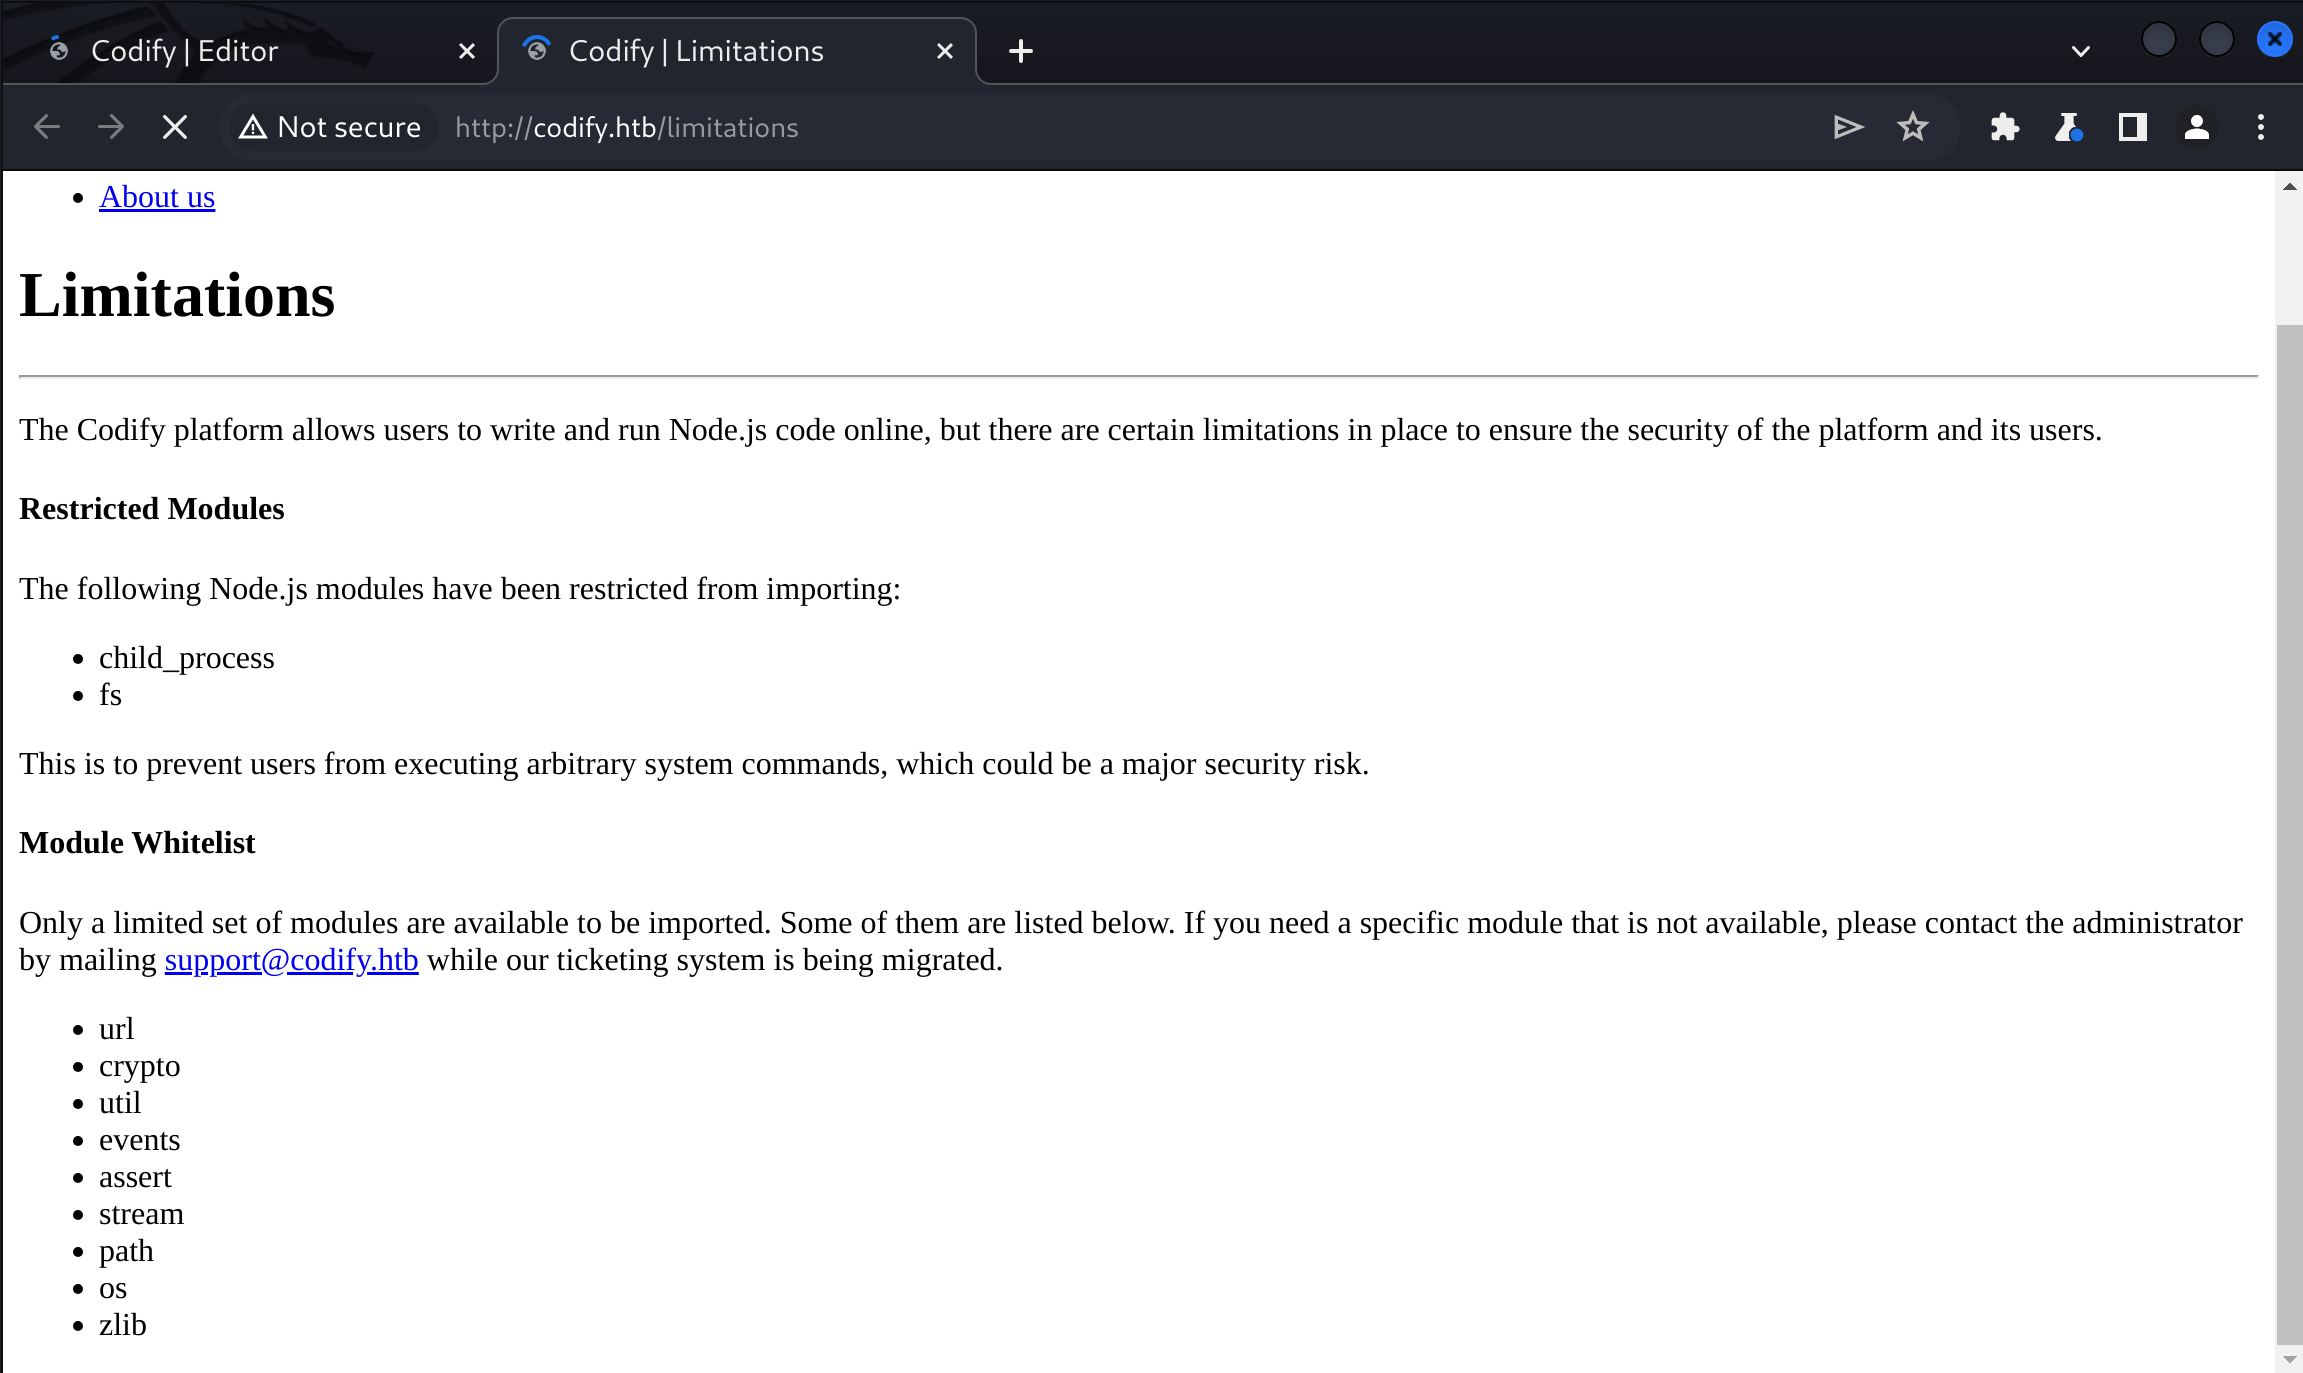 Codify | Editor
Codify | Limitations
Not secure
http://codify.htb/limitations
About us
Limitations
The Codify platform allows users to write and run Node.js code online, but there are certain limitations in place to ensure the security of the platform and its users.
Restricted Modules
The following Node.js modules have been restricted from importing:
child_process
fs
This is to prevent users from executing arbitrary system commands, which could be a major security risk.
Module Whitelist
Only a limited set of modules are available to be imported. Some of them are listed below. If you need a specific module that is not available, please contact the administrator
by mailing support@codify.htb while our ticketing system is being migrated.
url
crypto
util
events
assert
stream
path
os
zlib